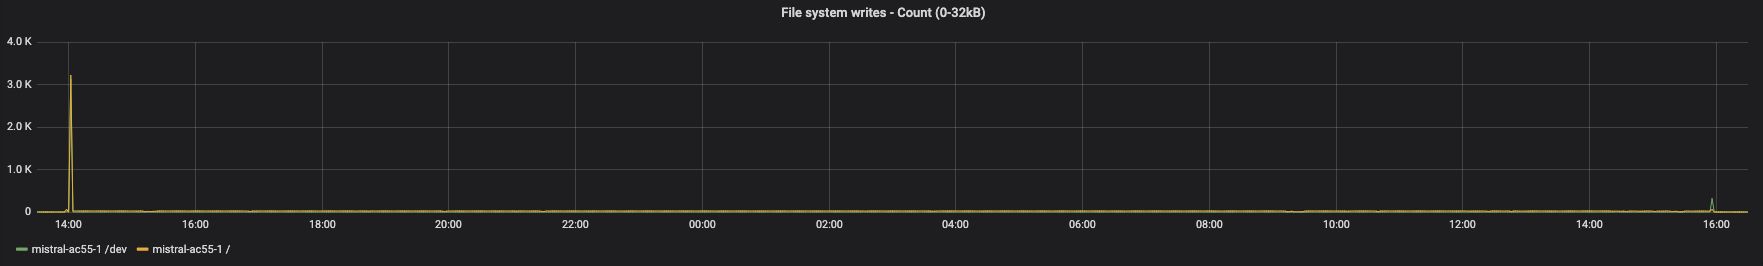 File system writes - Count (0-32kB)
4.0 K
3.0 K
2.0 K
1.0 K
0
14:00 16:00 18:00 20:00 22:00 00:00 02:00 04:00 06:00 08:00 10:00 12:00 14:00 16:00
mistral-ac55-1 /dev mistral-ac55-1 /